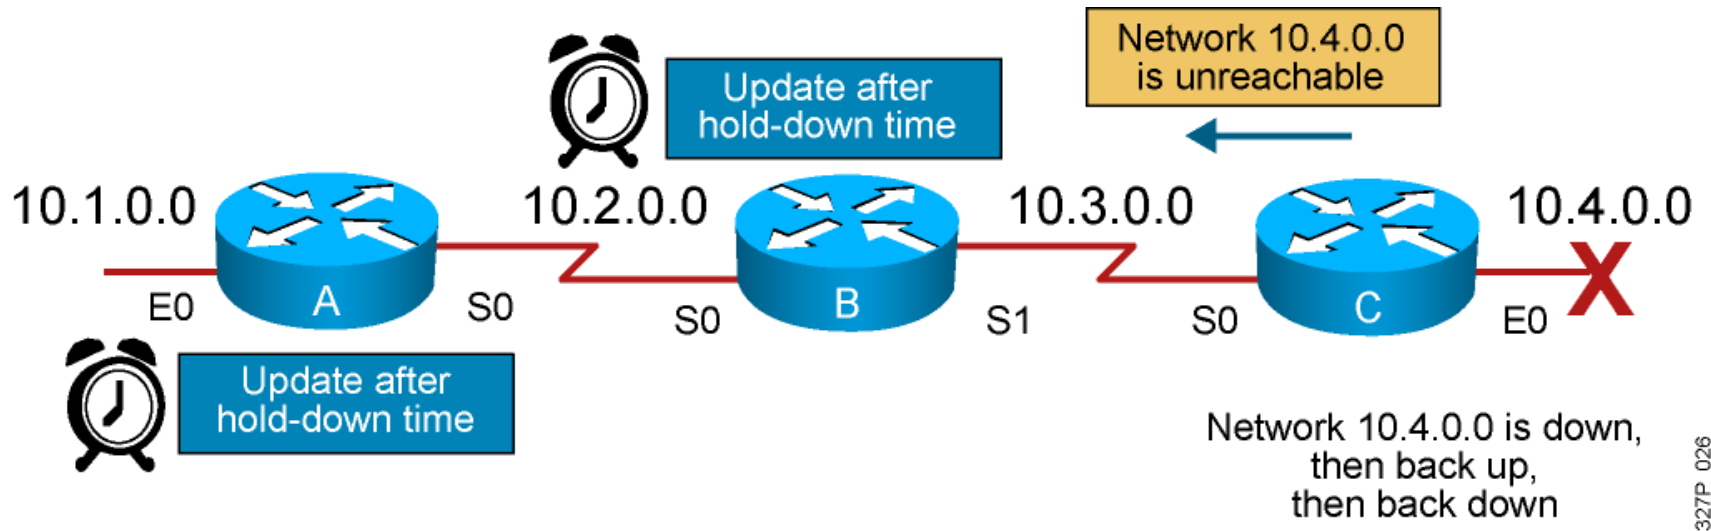 Network 10.4.0.0
is unreachable
Update after
hold-down time
10.1.0.0
10.2.0.0
10.3.0.0
10.4.0.0
A
B
C
E0
S0
S0
S1
S0
E0
Update after
hold-down time
Network 10.4.0.0 is down,
then back up,
then back down
327P_026